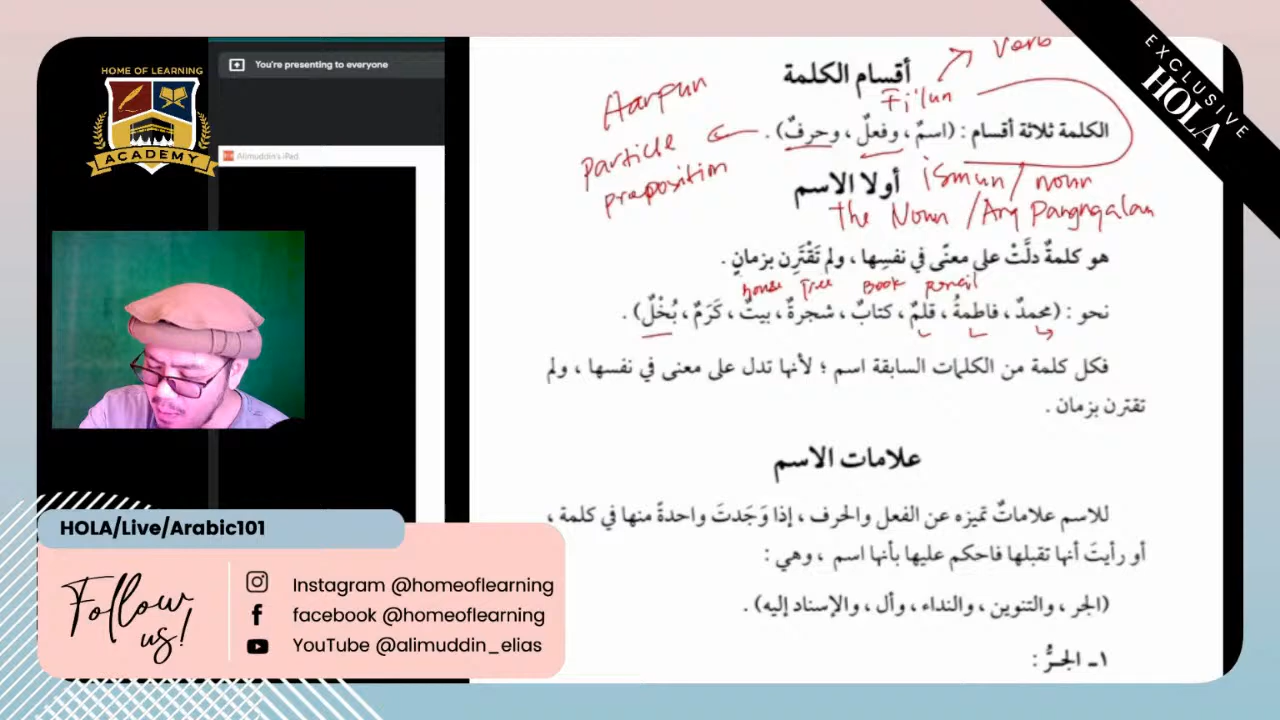 HOME OF LEARNING
ACADEMY
You're presenting to everyone
Alimuddin's iPad
EXCLUSIVE
HOLA
Verb
أقسام الكلمة
Fi'lun
الكلمة ثلاثة أقسام : (اسمٌ ، وفعلٌ ، وحرفٌ) .
Particle
preposition
أولا الاسم
ismun / noun
The Noun / Ang Pangngalan
هو كلمةٌ دلَّتْ على معنًى في نفسِها ، ولم تَقْتَرِن بزمانٍ .
house Tree Book pencil
نحو : (محمدٌ ، فاطمةُ ، قلمٌ ، كتابٌ ، شجرةٌ ، بيتٌ ، كَرَمٌ ، بُخْلٌ) .
فكل كلمة من الكلمات السابقة اسم ؛ لأنها تدل على معنى في نفسها ، ولم
تقترن بزمان .
علامات الاسم
للاسم علاماتٌ تميزه عن الفعل والحرف ، إذا وَجَدتَ واحدةً منها في كلمة ،
أو رأيتَ أنها تقبلها فاحكم عليها بأنها اسم ، وهي :
(الجر ، والتنوين ، والنداء ، وأل ، والإسناد إليه) .
١ـ الجـرُّ :
HOLA/Live/Arabic101
Follow us!
Instagram @homeoflearning
facebook @homeoflearning
YouTube @alimuddin_elias